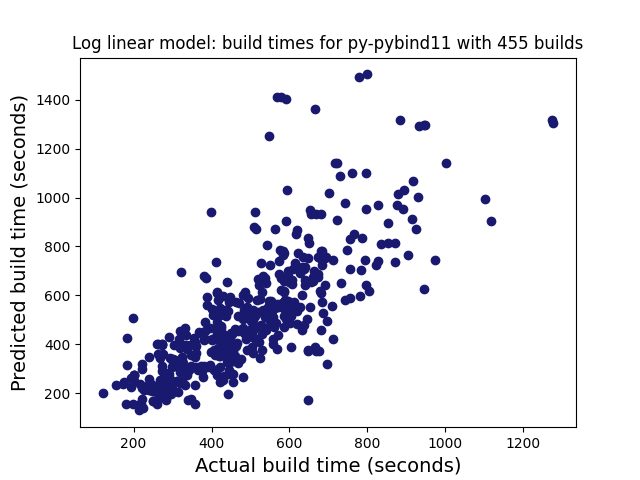 Log linear model: build times for py-pybind11 with 455 builds
Predicted build time (seconds)
1400
1200
1000
800
600
400
200
200 400 600 800 1000 1200
Actual build time (seconds)